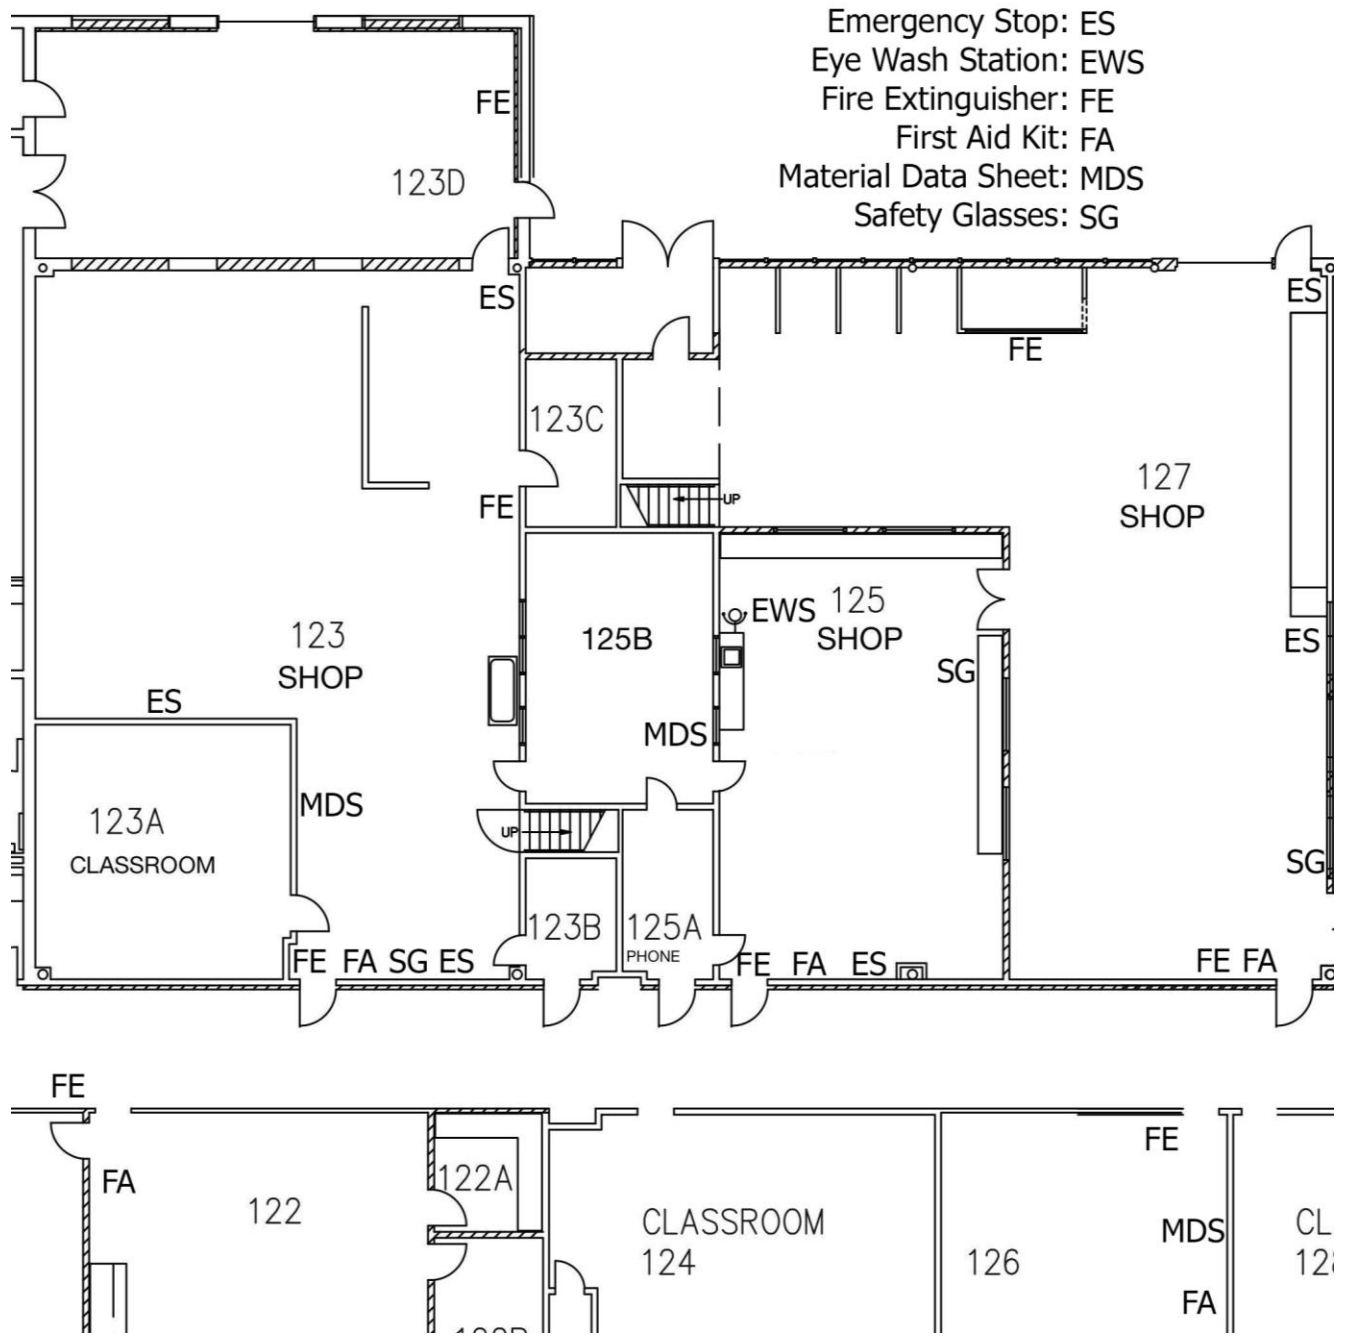 Emergency Stop: ES
Eye Wash Station: EWS
Fire Extinguisher: FE
First Aid Kit: FA
Material Data Sheet: MDS
Safety Glasses: SG
FE
123D
ES
ES
FE
123C
FE
UP
127
SHOP
123
SHOP
125B
EWS
125
SHOP
SG
ES
ES
MDS
MDS
123A
CLASSROOM
UP
SG
123B
125A
PHONE
FE FA SG ES
FE FA ES
FE FA
FE
FE
FA
122
122A
CLASSROOM
124
126
MDS
FA
CL